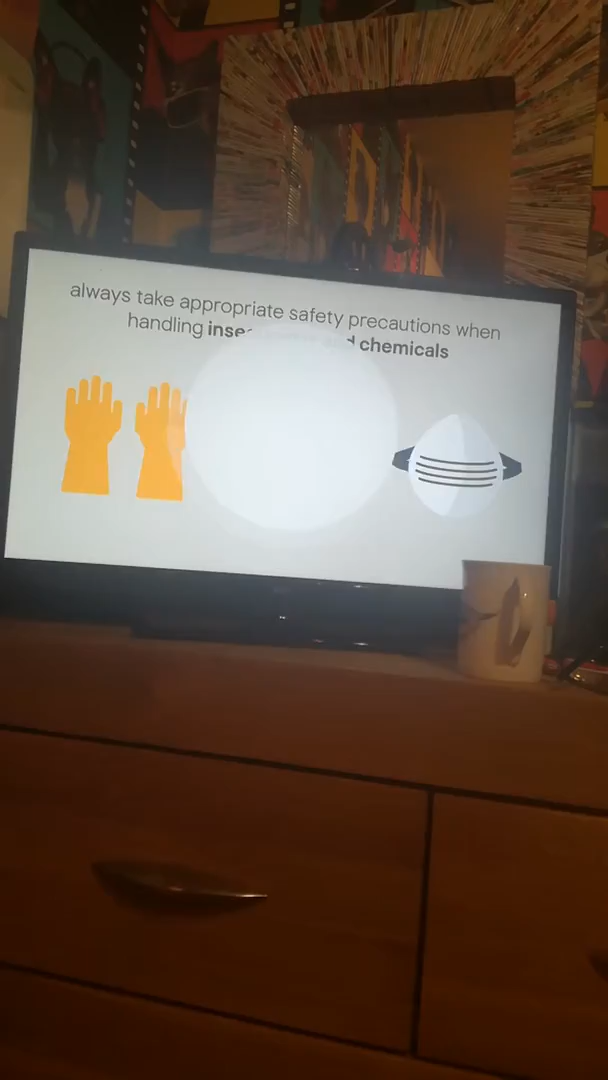 always take appropriate safety precautions when
handling chemicals